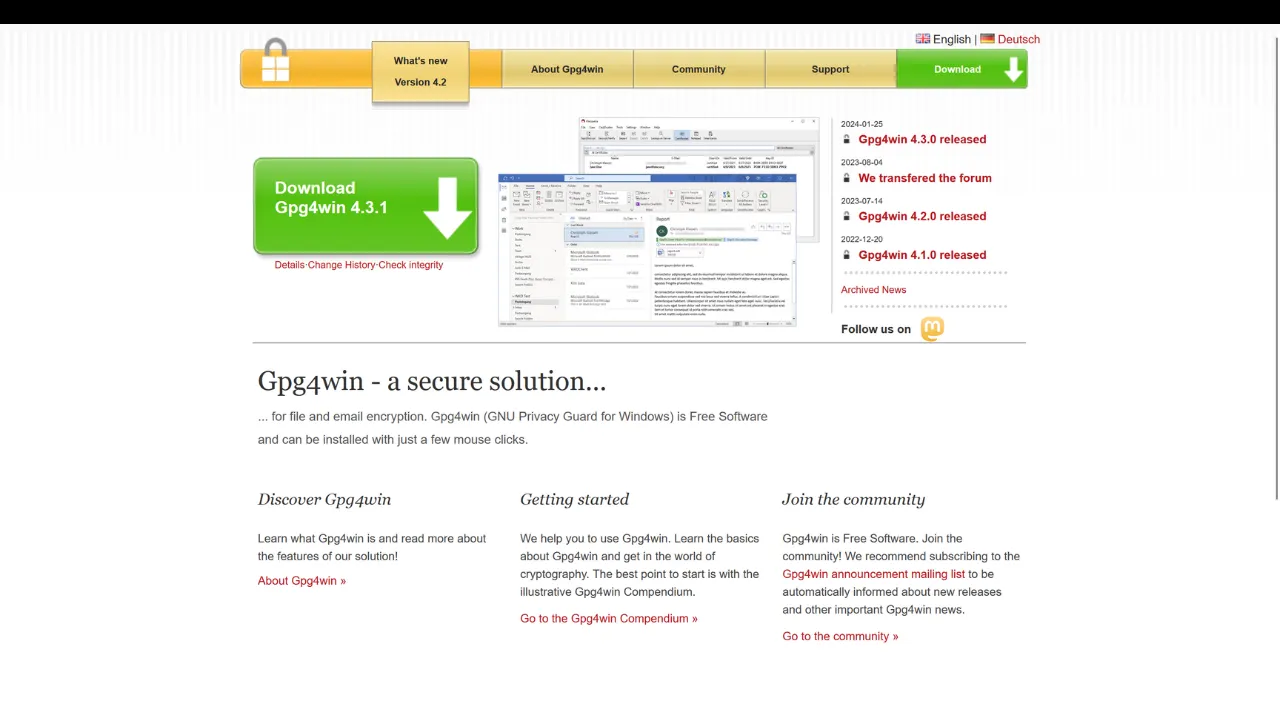 English | Deutsch
What's new
Version 4.2
About Gpg4win
Community
Support
Download
Download
Gpg4win 4.3.1
Details·Change History·Check integrity
2024-01-25
Gpg4win 4.3.0 released
2023-08-04
We transfered the forum
2023-07-14
Gpg4win 4.2.0 released
2022-12-20
Gpg4win 4.1.0 released
Archived News
Follow us on
Gpg4win - a secure solution...
... for file and email encryption. Gpg4win (GNU Privacy Guard for Windows) is Free Software
and can be installed with just a few mouse clicks.
Discover Gpg4win
Learn what Gpg4win is and read more about
the features of our solution!
About Gpg4win »
Getting started
We help you to use Gpg4win. Learn the basics
about Gpg4win and get in the world of
cryptography. The best point to start is with the
illustrative Gpg4win Compendium.
Go to the Gpg4win Compendium »
Join the community
Gpg4win is Free Software. Join the
community! We recommend subscribing to the
Gpg4win announcement mailing list to be
automatically informed about new releases
and other important Gpg4win news.
Go to the community »